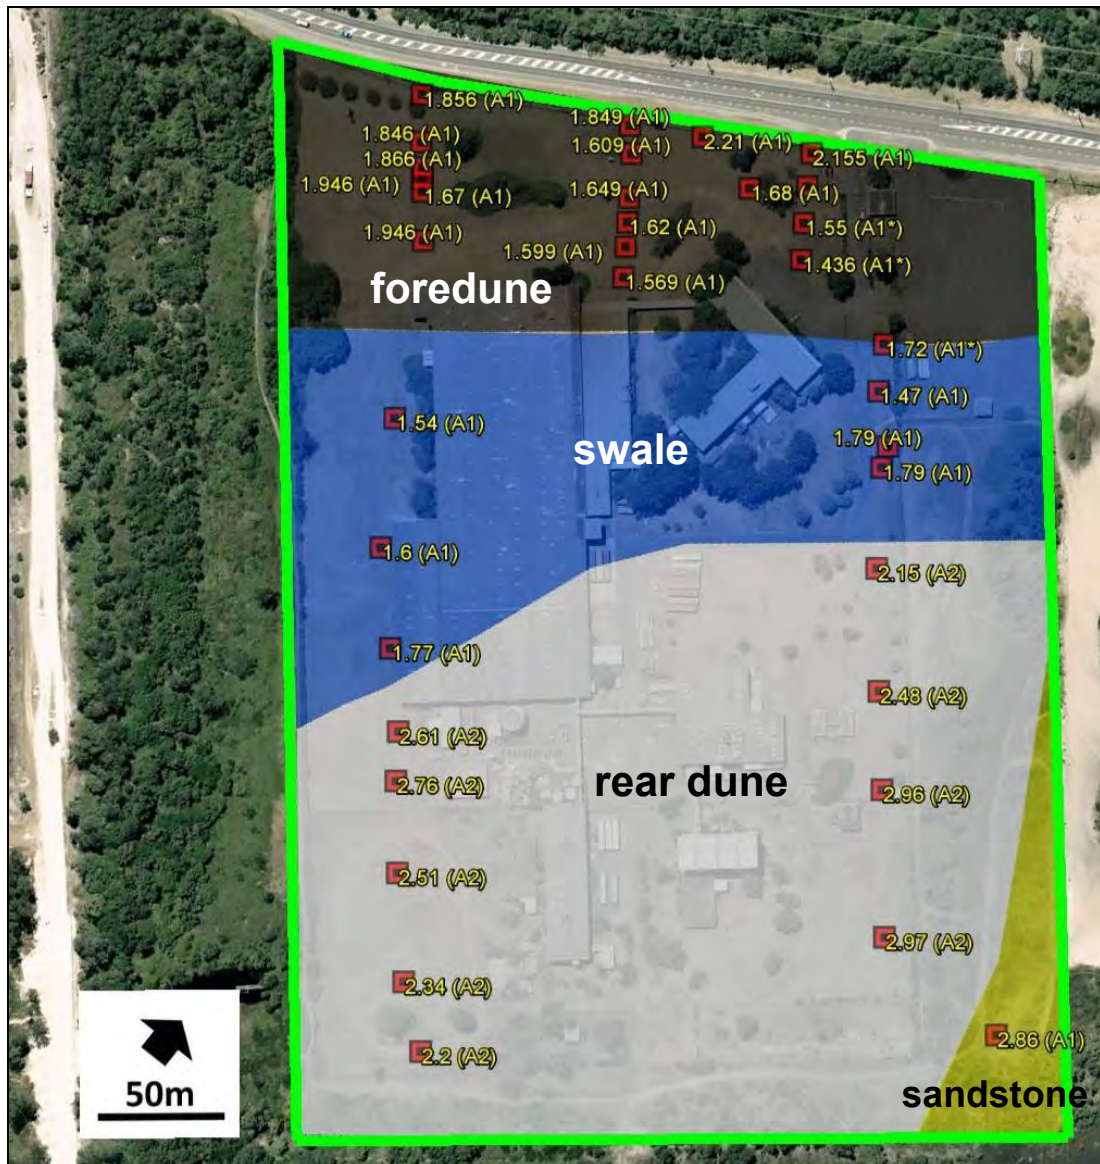 1.856 (A1)
1.849 (A1)
1.846 (A1)
2.21 (A1)
1.609 (A1)
1.866 (A1)
2.155 (A1)
1.946 (A1)
1.67 (A1)
1.649 (A1)
1.68 (A1)
1.62 (A1)
1.55 (A1*)
1.946 (A1)
1.599 (A1)
1.436 (A1*)
foredune
1.569 (A1)
1.72 (A1*)
1.47 (A1)
1.54 (A1)
1.79 (A1)
swale
1.79 (A1)
1.6 (A1)
2.15 (A2)
1.77 (A1)
2.48 (A2)
2.61 (A2)
2.76 (A2)
rear dune
2.96 (A2)
2.51 (A2)
2.97 (A2)
2.34 (A2)
2.86 (A1)
2.2 (A2)
50m
sandstone